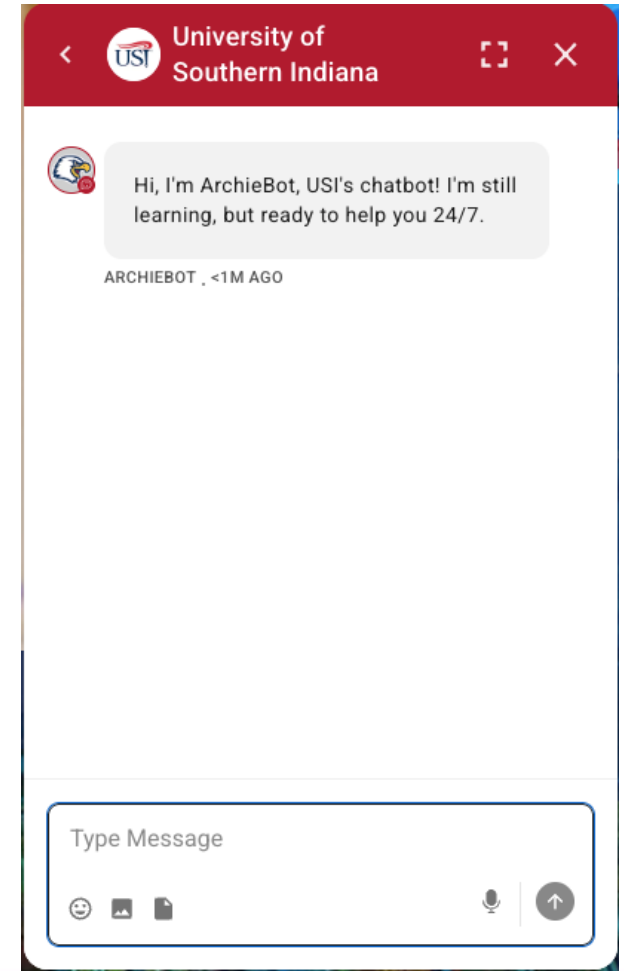 USI
University of
Southern Indiana
Hi, I'm ArchieBot, USI's chatbot! I'm still
learning, but ready to help you 24/7.
ARCHIEBOT . <1M AGO
Type Message